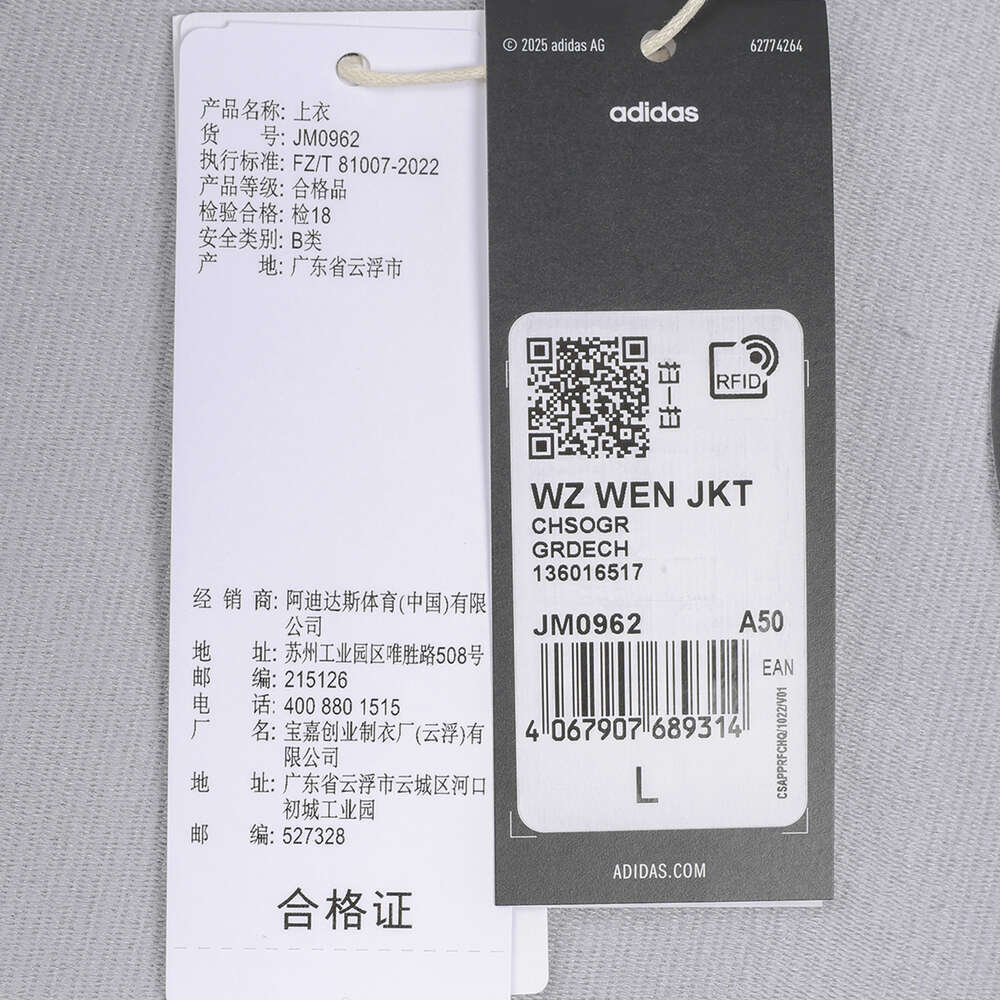 产品名称: 上衣
货 号: JM0962
执行标准: FZ/T 81007-2022
产品等级: 合格品
检验合格: 检18
安全类别: B类
产 地: 广东省云浮市
经 销 商: 阿迪达斯体育(中国)有限
公司
地 址: 苏州工业园区唯胜路508号
邮 编: 215126
电 话: 400 880 1515
厂 名: 宝嘉创业制衣厂(云浮)有
限公司
地 址: 广东省云浮市云城区河口
初城工业园
邮 编: 527328
合格证
© 2025 adidas AG
62774264
adidas
扫一扫
RFID
WZ WEN JKT
CHSOGR
GRDECH
136016517
JM0962 A50
EAN
4 067907 689314
CSAPPRFCHQ/1022/V01
L
ADIDAS.COM